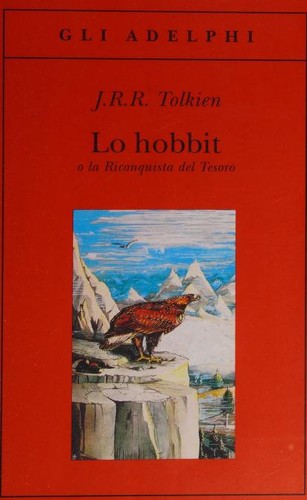 GLI ADELPHI
J.R.R. Tolkien
Lo hobbit
o la Riconquista del Tesoro